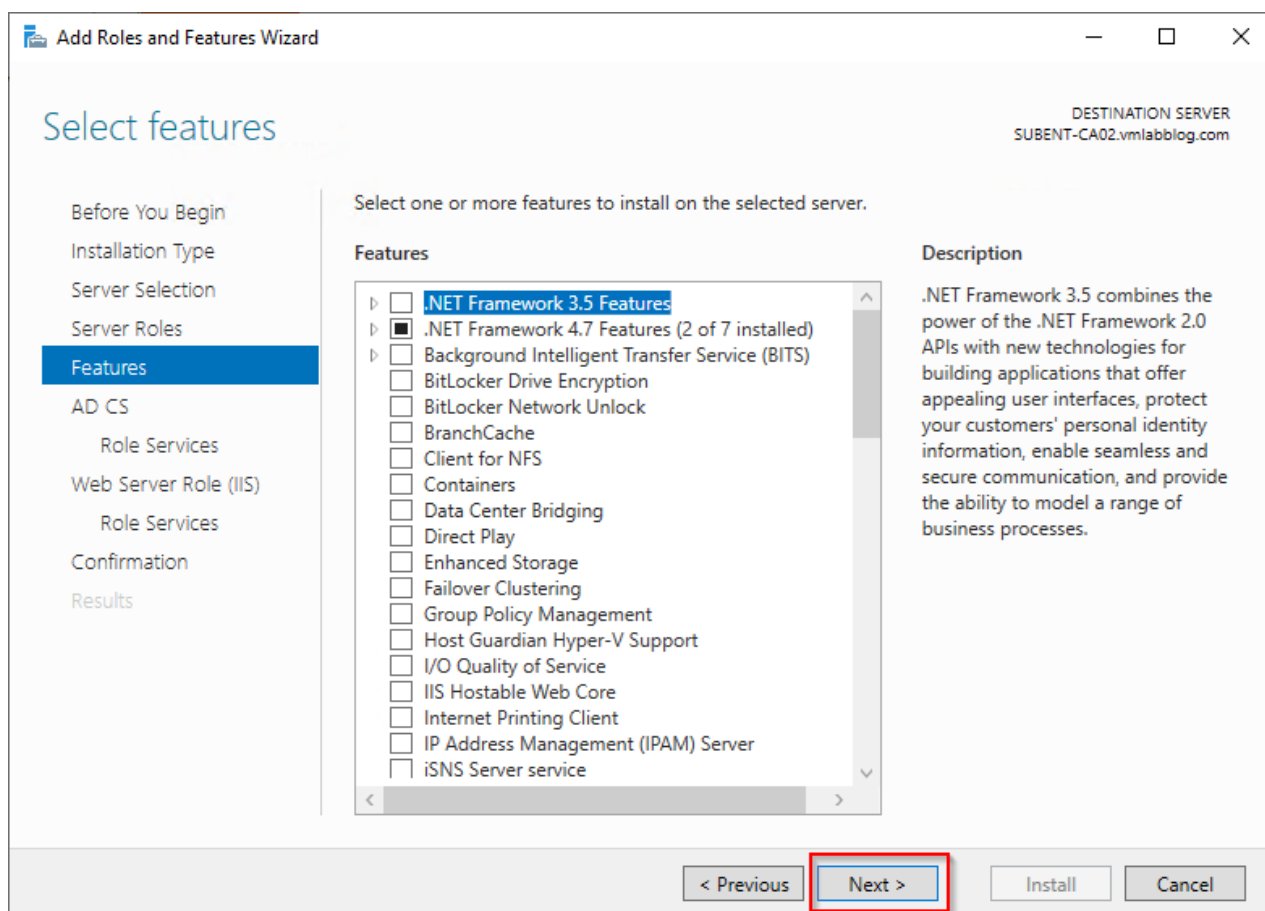 Add Roles and Features Wizard
Select features
DESTINATION SERVER
SUBENT-CA02.vmlabblog.com
Before You Begin
Installation Type
Server Selection
Server Roles
Features
AD CS
Role Services
Web Server Role (IIS)
Role Services
Confirmation
Results
Select one or more features to install on the selected server.
Features
.NET Framework 3.5 Features
.NET Framework 4.7 Features (2 of 7 installed)
Background Intelligent Transfer Service (BITS)
BitLocker Drive Encryption
BitLocker Network Unlock
BranchCache
Client for NFS
Containers
Data Center Bridging
Direct Play
Enhanced Storage
Failover Clustering
Group Policy Management
Host Guardian Hyper-V Support
I/O Quality of Service
IIS Hostable Web Core
Internet Printing Client
IP Address Management (IPAM) Server
iSNS Server service
Description
.NET Framework 3.5 combines the
power of the .NET Framework 2.0
APIs with new technologies for
building applications that offer
appealing user interfaces, protect
your customers' personal identity
information, enable seamless and
secure communication, and provide
the ability to model a range of
business processes.
< Previous
Next >
Install
Cancel